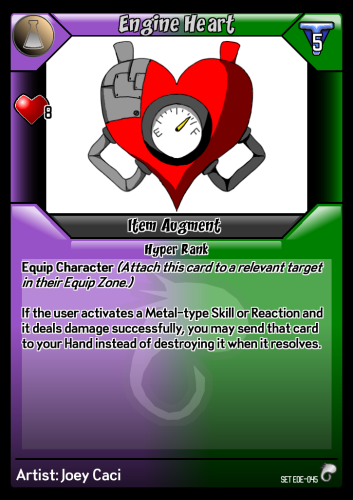 Engine Heart
5
8
E F
Item Augment
Hyper Rank
Equip Character (Attach this card to a relevant target
in their Equip Zone.)
If the user activates a Metal-type Skill or Reaction and
it deals damage successfully, you may send that card
to your Hand instead of destroying it when it resolves.
Artist: Joey Caci
SET EDE-045